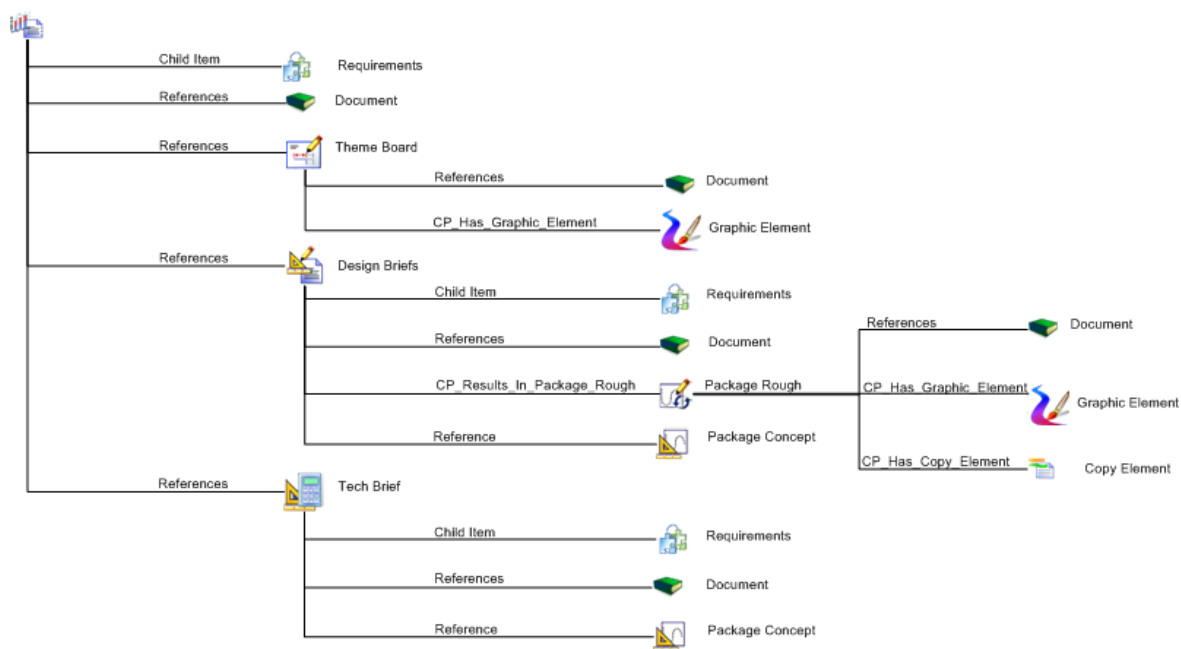 Child Item
Requirements
References
Document
References
Theme Board
References
Document
CP_Has_Graphic_Element
Graphic Element
References
Design Briefs
Child Item
Requirements
References
Document
CP_Results_In_Package_Rough
Package Rough
References
Document
CP_Has_Graphic_Element
Graphic Element
CP_Has_Copy_Element
Copy Element
Reference
Package Concept
References
Tech Brief
Child Item
Requirements
References
Document
Reference
Package Concept